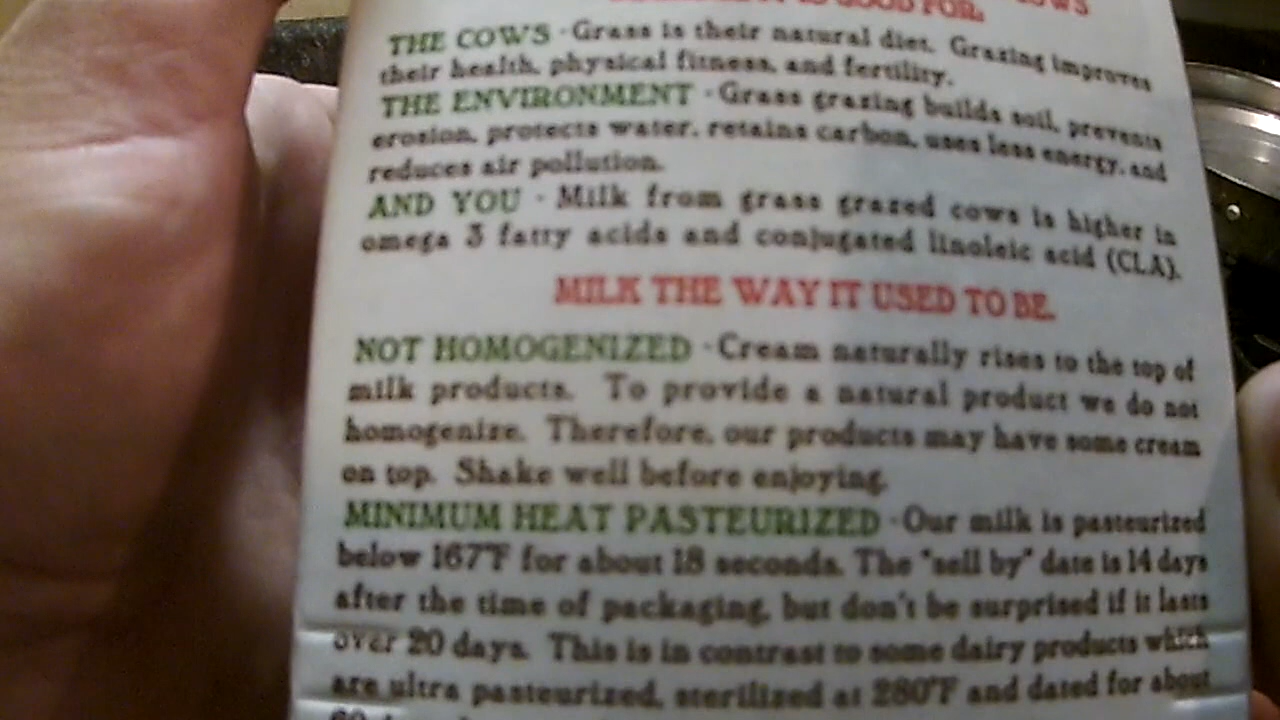 IS GOOD FOR:
THE COWS · Grass is their natural diet. Grazing improves
their health, physical fitness, and fertility.
THE ENVIRONMENT · Grass grazing builds soil, prevents
erosion, protects water, retains carbon, uses less energy, and
reduces air pollution.
AND YOU · Milk from grass grazed cows is higher in
omega 3 fatty acids and conjugated linoleic acid (CLA).
MILK THE WAY IT USED TO BE.
NOT HOMOGENIZED · Cream naturally rises to the top of
milk products. To provide a natural product we do not
homogenize. Therefore, our products may have some cream
on top. Shake well before enjoying.
MINIMUM HEAT PASTEURIZED · Our milk is pasteurized
below 167°F for about 18 seconds. The "sell by" date is 14 days
after the time of packaging, but don't be surprised if it lasts
over 20 days. This is in contrast to some dairy products which
are ultra pasteurized, sterilized at 280°F and dated for about